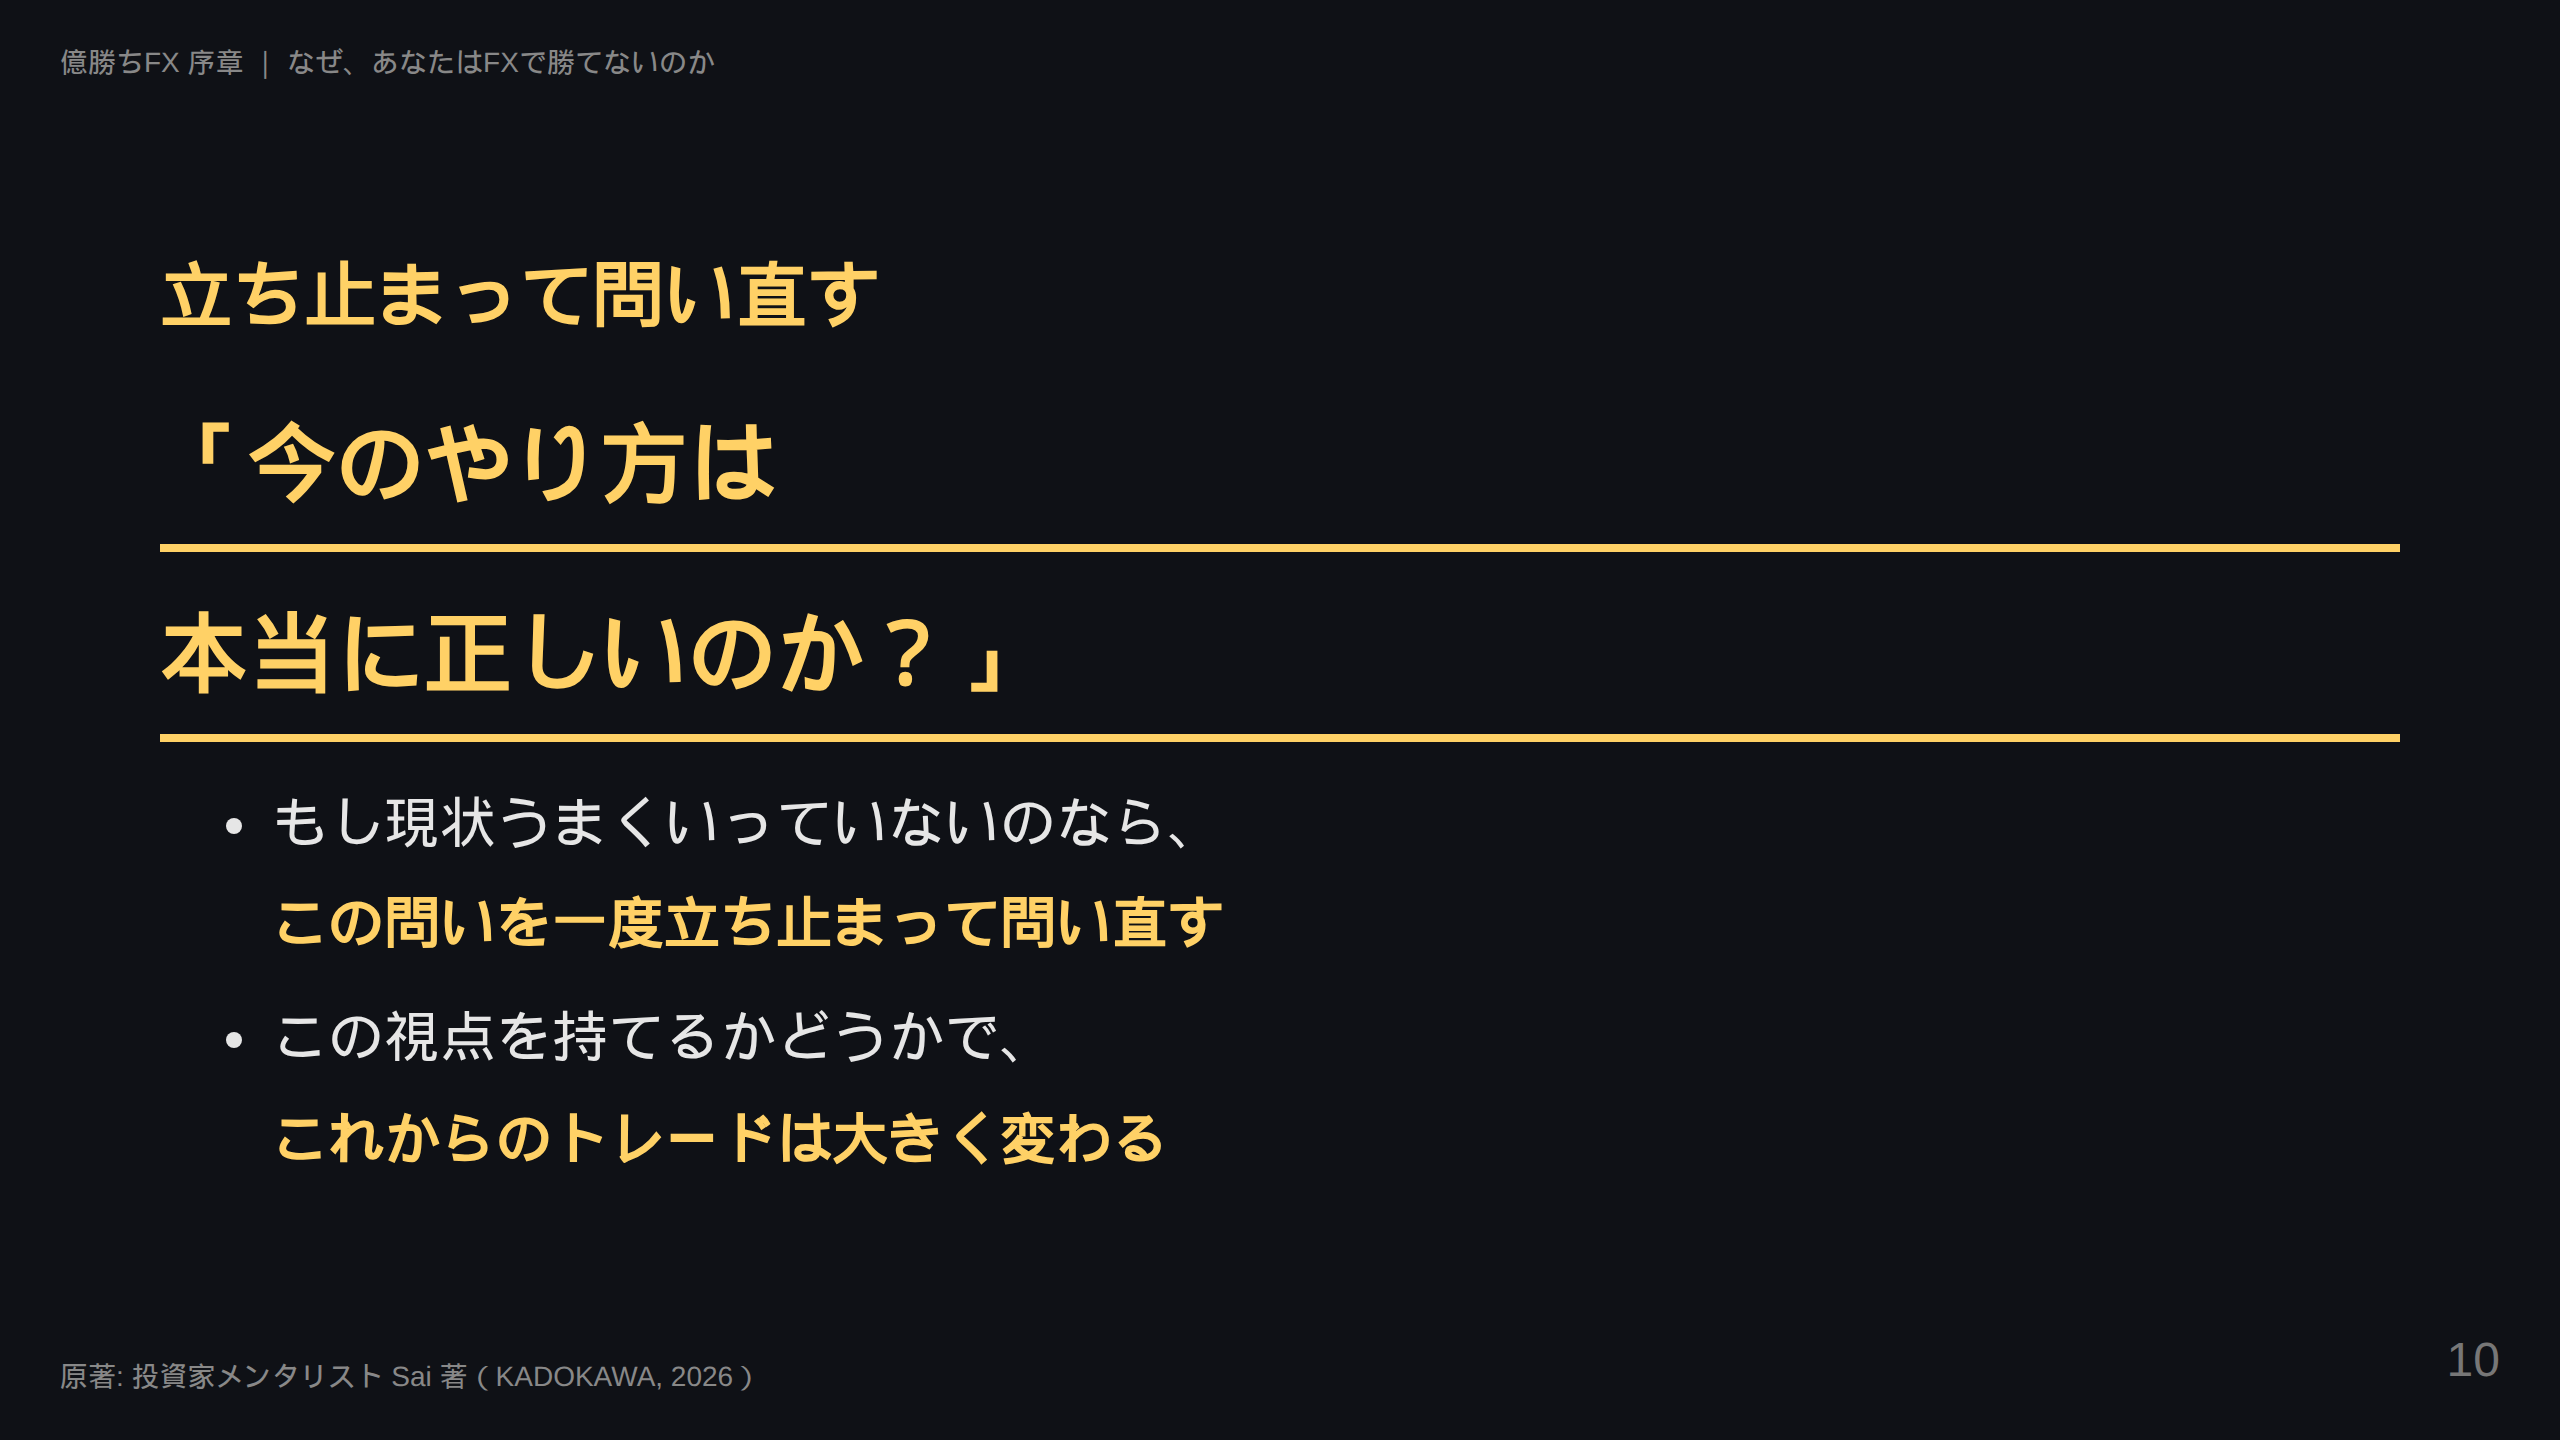 億勝ちFX 序章 ｜ なぜ、あなたはFXで勝てないのか
立ち止まって問い直す
「今のやり方は
本当に正しいのか？」
• もし現状うまくいっていないのなら、
この問いを一度立ち止まって問い直す
• この視点を持てるかどうかで、
これからのトレードは大きく変わる
原著: 投資家メンタリスト Sai 著（KADOKAWA, 2026）
10